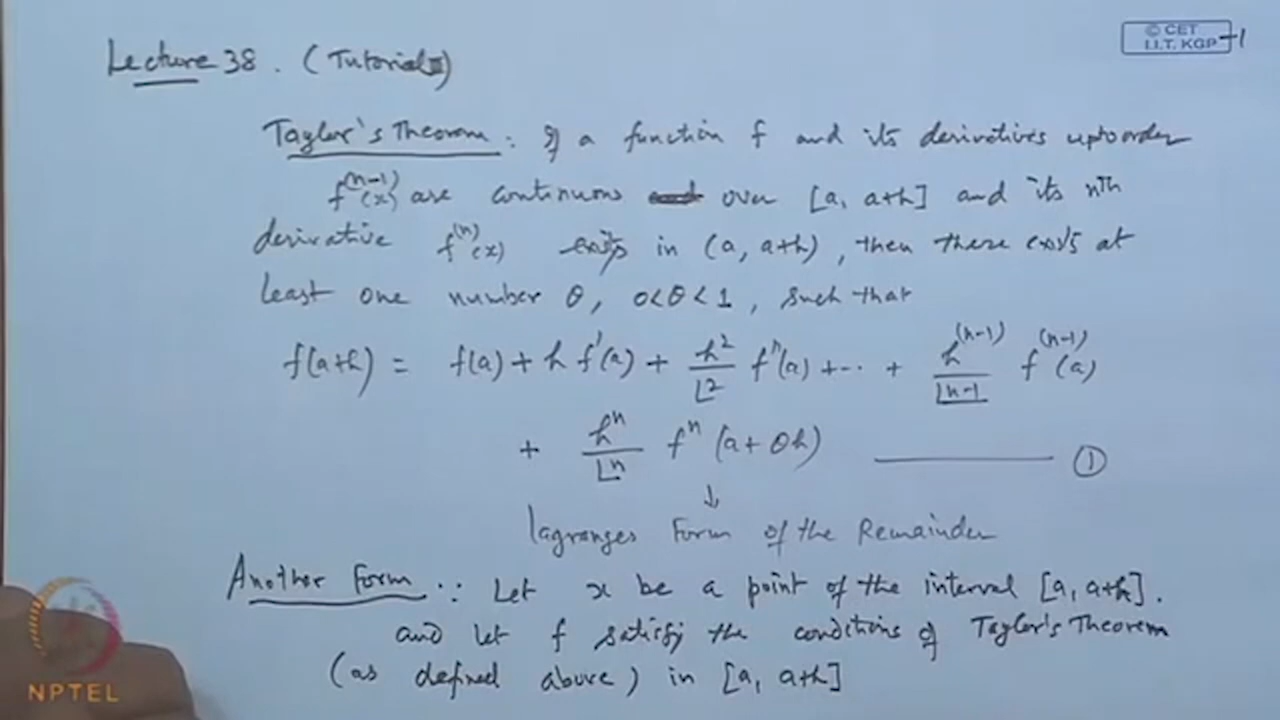 © CET
I.I.T. KGP -1
Lecture 38. (Tutorial III)
Taylor's Theorem: If a function f and its derivatives upto order
f^(n-1)(x) are continuous over [a, a+h] and its nth
derivative f^(n)(x) exists in (a, a+h), then there exists at
least one number θ, 0<θ<1, such that
f(a+h) = f(a) + h f'(a) + h^2/|2 f''(a) + ... + h^(n-1)/|n-1 f^(n-1)(a)
+ h^n/|n f^n (a+θh) ——— ①
↓
Lagranges Form of the Remainder
Another Form: Let x be a point of the interval [a, a+h].
and let f satisfy the conditions of Taylor's Theorem
(as defined above) in [a, a+h]
NPTEL